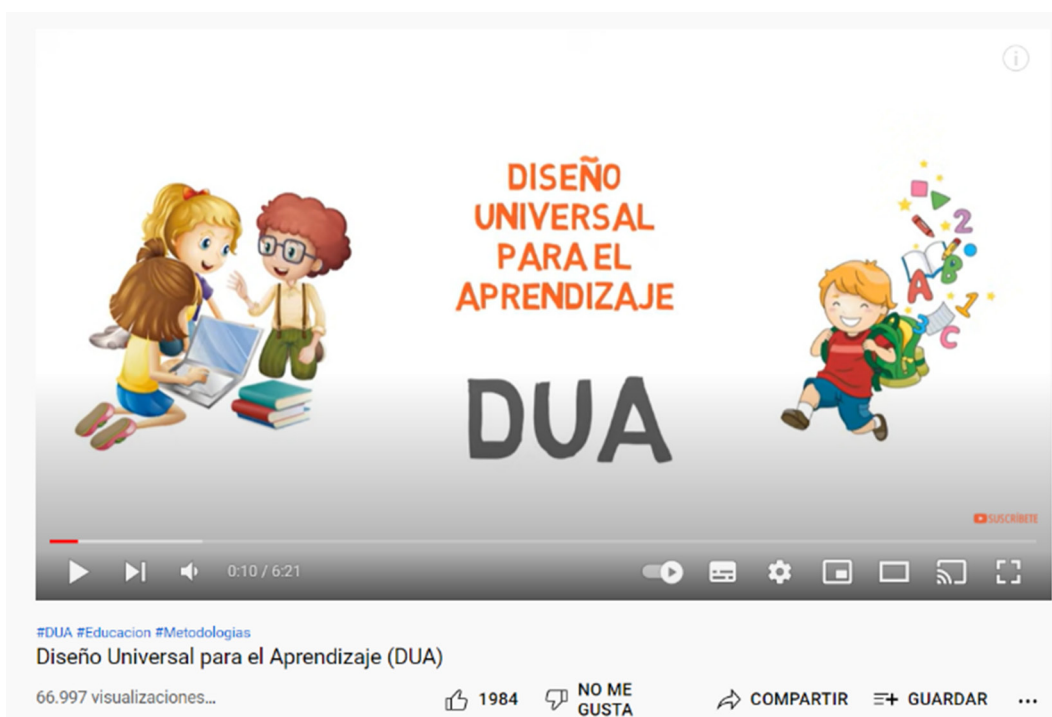 DISEÑO
UNIVERSAL
PARA EL
APRENDIZAJE
DUA
SUSCRÍBETE
0:10 / 6:21
#DUA #Educacion #Metodologias
Diseño Universal para el Aprendizaje (DUA)
66.997 visualizaciones...
1984
NO ME
GUSTA
COMPARTIR
GUARDAR
...